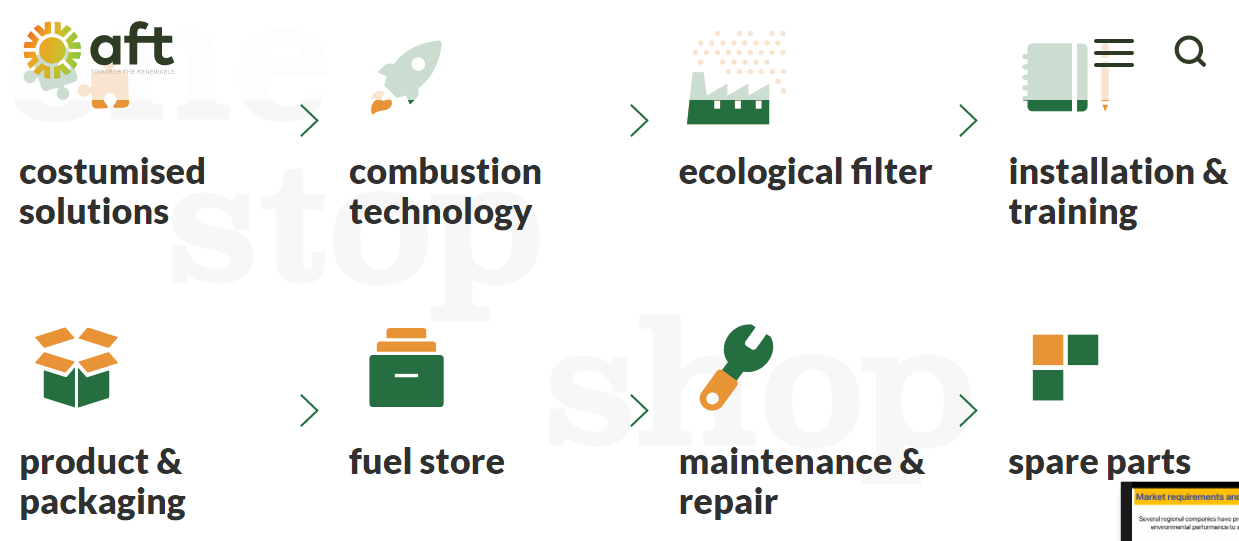 one
aft
TOWARDS THE RENEWABLE
costumised
solutions
combustion
technology
ecological filter
installation &
training
stop
shop
product &
packaging
fuel store
maintenance &
repair
spare parts
Market requirements and
Several regional companies have
environmental performance to